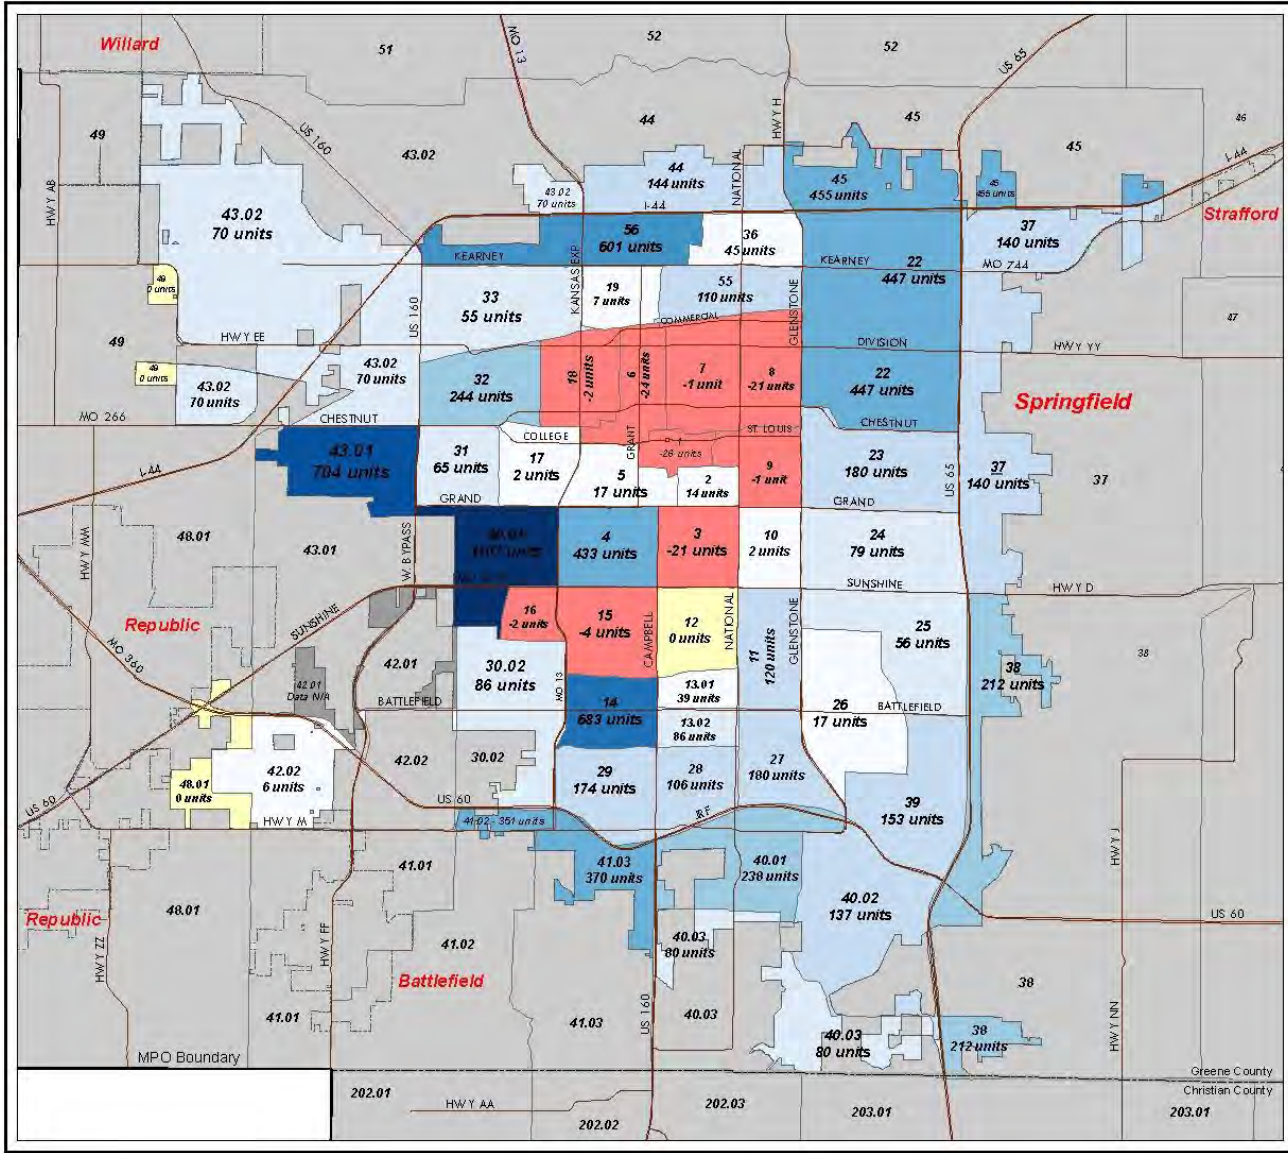 Willard
51
52
52
MO 13
US 65
HWY H
49
44
45
46
HWY AB
US 160
43.02
NATIONAL
45
I-44
44
144 units
45
455 units
45
455 units
43.02
70 units
I-44
Strafford
43.02
70 units
56
601 units
36
45 units
37
140 units
KEARNEY
KANSAS EXP
KEARNEY
22
447 units
MO 744
49
0 units
19
7 units
55
110 units
33
55 units
COMMERCIAL
GLENSTONE
47
US 160
HWY EE
DIVISION
HWY YY
49
49
0 units
43.02
70 units
43.02
70 units
32
244 units
18
-2 units
6
-24 units
7
-1 unit
8
-21 units
22
447 units
Springfield
MO 266
CHESTNUT
COLLEGE
GRANT
ST LOUIS
CHESTNUT
43.01
704 units
31
65 units
17
2 units
-26 units
23
180 units
I-44
5
17 units
2
14 units
9
-1 unit
US 65
37
140 units
37
GRAND
GRAND
HWY MM
48.01
43.01
W. BYPASS
4
433 units
3
-21 units
10
2 units
24
79 units
SUNSHINE
HWY D
Republic
SUNSHINE
16
-2 units
15
-4 units
CAMPBELL
12
0 units
NATIONAL
11
120 units
GLENSTONE
25
56 units
MO 360
42.01
30.02
86 units
MO 13
38
38
212 units
42.01
Data N/A
13.01
39 units
BATTLEFIELD
14
683 units
26
17 units
BATTLEFIELD
13.02
86 units
42.02
30.02
48.01
0 units
42.02
6 units
29
174 units
28
106 units
27
180 units
US 60
US 60
39
153 units
HWY M
41.02 - 351 units
JRF
HWY J
41.01
41.03
370 units
40.01
238 units
40.02
137 units
48.01
Republic
US 60
HWY ZZ
HWY FF
41.02
40.03
80 units
Battlefield
38
41.01
41.03
US 160
40.03
HWY NN
40.03
80 units
38
212 units
MPO Boundary
Greene County
Christian County
202.01
HWY AA
202.02
202.03
203.01
203.01